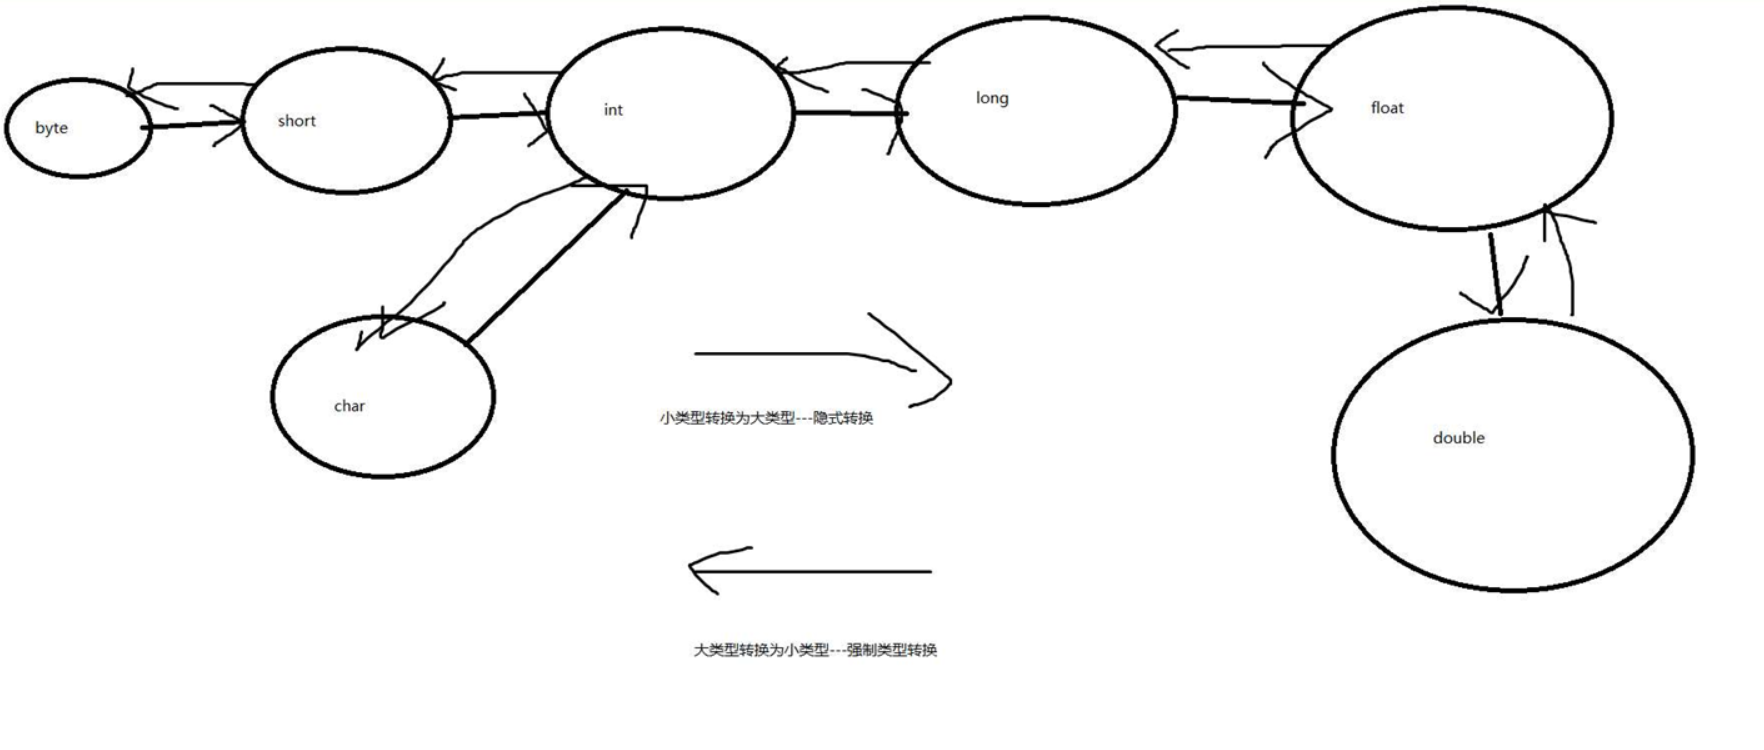 byte
short
int
long
float
char
小类型转换为大类型---隐式转换
double
大类型转换为小类型---强制类型转换